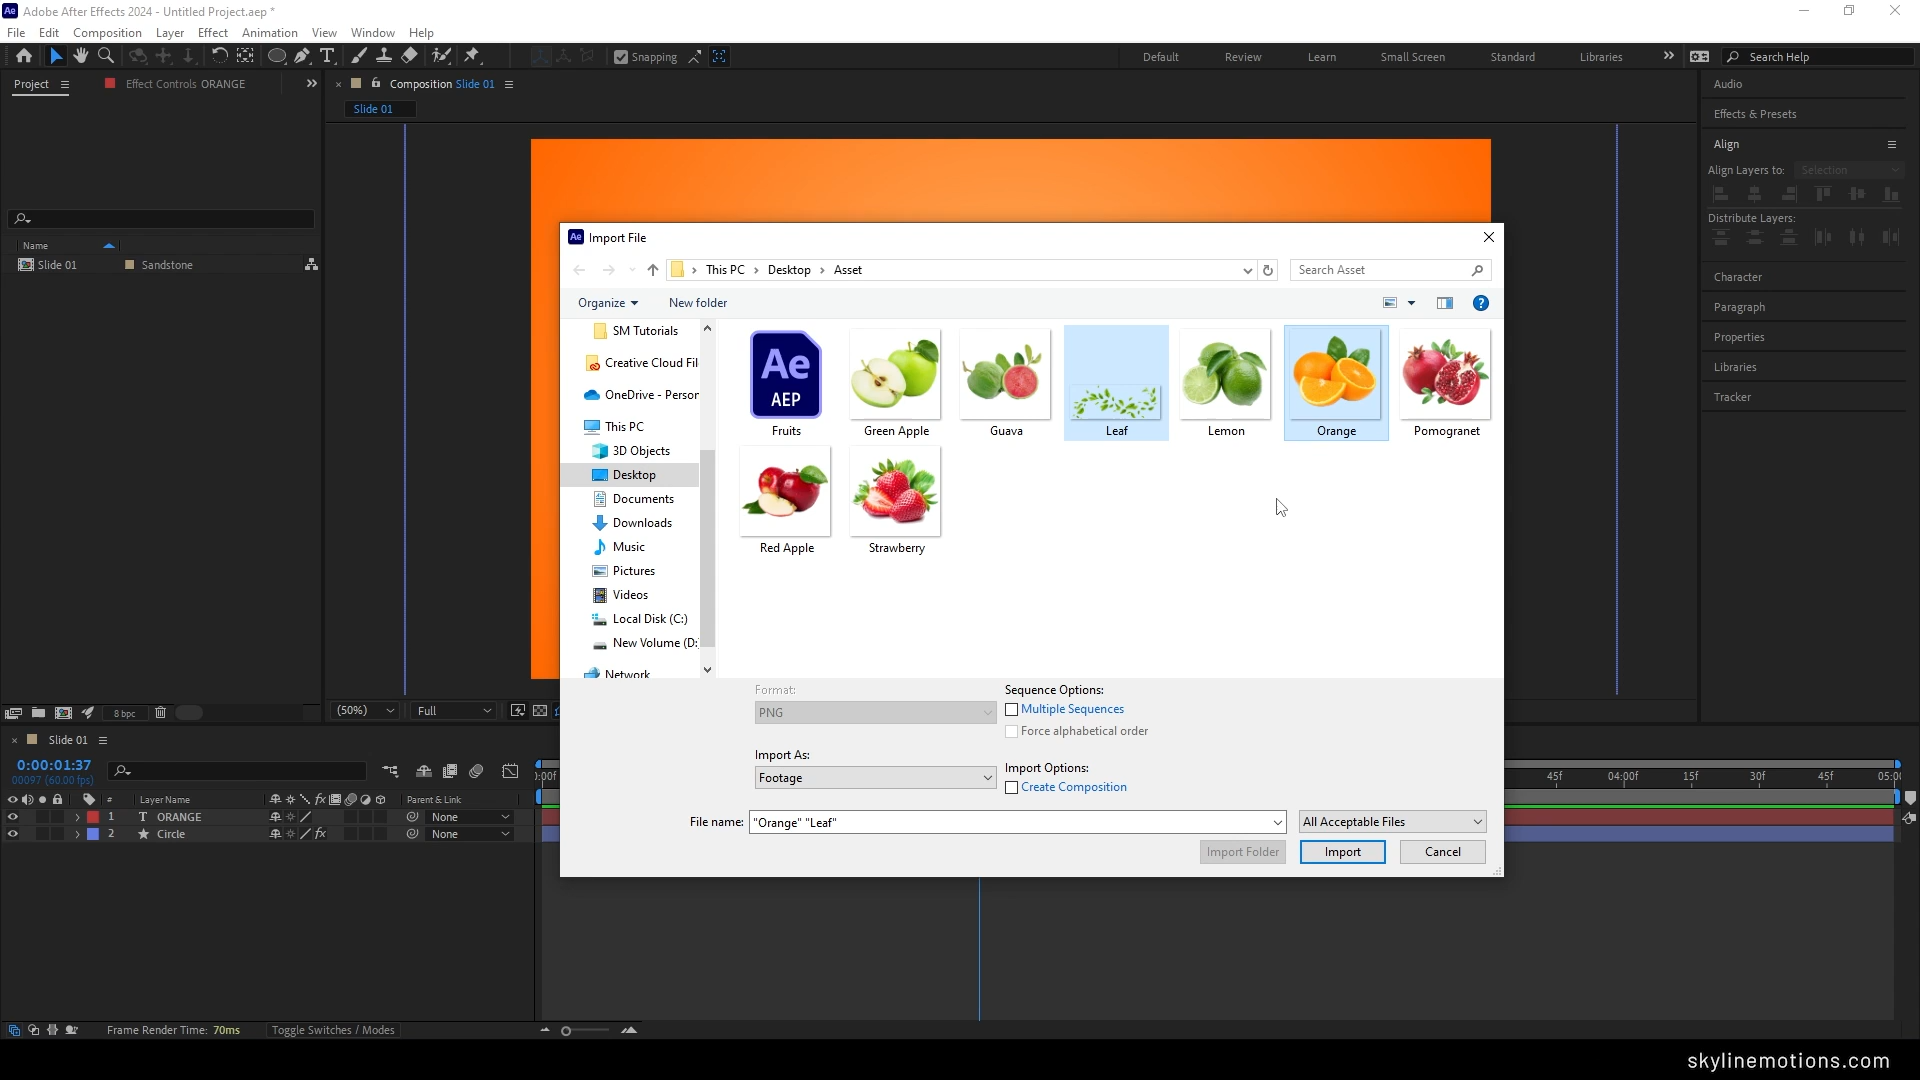 Ae Adobe After Effects 2024 - Untitled Project.aep *
File Edit Composition Layer Effect Animation View Window Help
Snapping Default Review Learn Small Screen Standard Libraries Search Help
Project Effect Controls ORANGE Composition Slide 01
Slide 01
Audio
Effects & Presets
Align
Align Layers to: Selection
Distribute Layers:
Character
Paragraph
Properties
Libraries
Tracker
Name
Slide 01 Sandstone
8 bpc
(50%) Full
Ae Import File
This PC Desktop Asset Search Asset
Organize New folder
SM Tutorials
Creative Cloud Fil
OneDrive - Person
This PC
3D Objects
Desktop
Documents
Downloads
Music
Pictures
Videos
Local Disk (C:)
New Volume (D:
Network
Ae
AEP
Fruits Green Apple Guava Leaf Lemon Orange Pomogranet
Red Apple Strawberry
Format:
PNG
Sequence Options:
Multiple Sequences
Force alphabetical order
Import As:
Footage
Import Options:
Create Composition
File name: "Orange" "Leaf" All Acceptable Files
Import Folder Import Cancel
Slide 01
0:00:01:37
00097 (60.00 fps)
# Layer Name fx Parent & Link
1 T ORANGE None
2 Circle fx None
0:00f 45f 04:00f 15f 30f 45f 05:00
Frame Render Time: 70ms Toggle Switches / Modes
skylinemotions.com